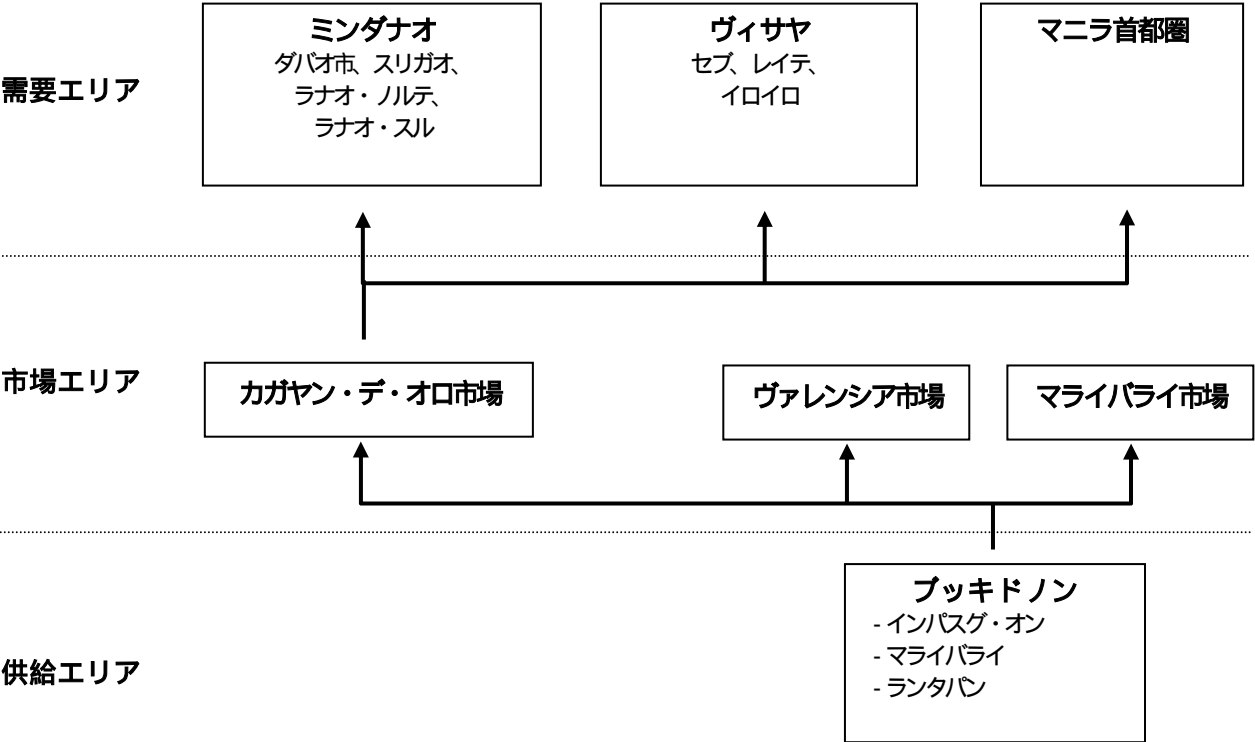 需要エリア
ミンダナオ
ダバオ市、スリガオ、
ラナオ・ノルテ、
ラナオ・スル
ヴィサヤ
セブ、レイテ、
イロイロ
マニラ首都圏
市場エリア
カガヤン・デ・オロ市場
ヴァレンシア市場
マライバライ市場
供給エリア
ブッキドノン
- インパスグ・オン
- マライバライ
- ランタパン